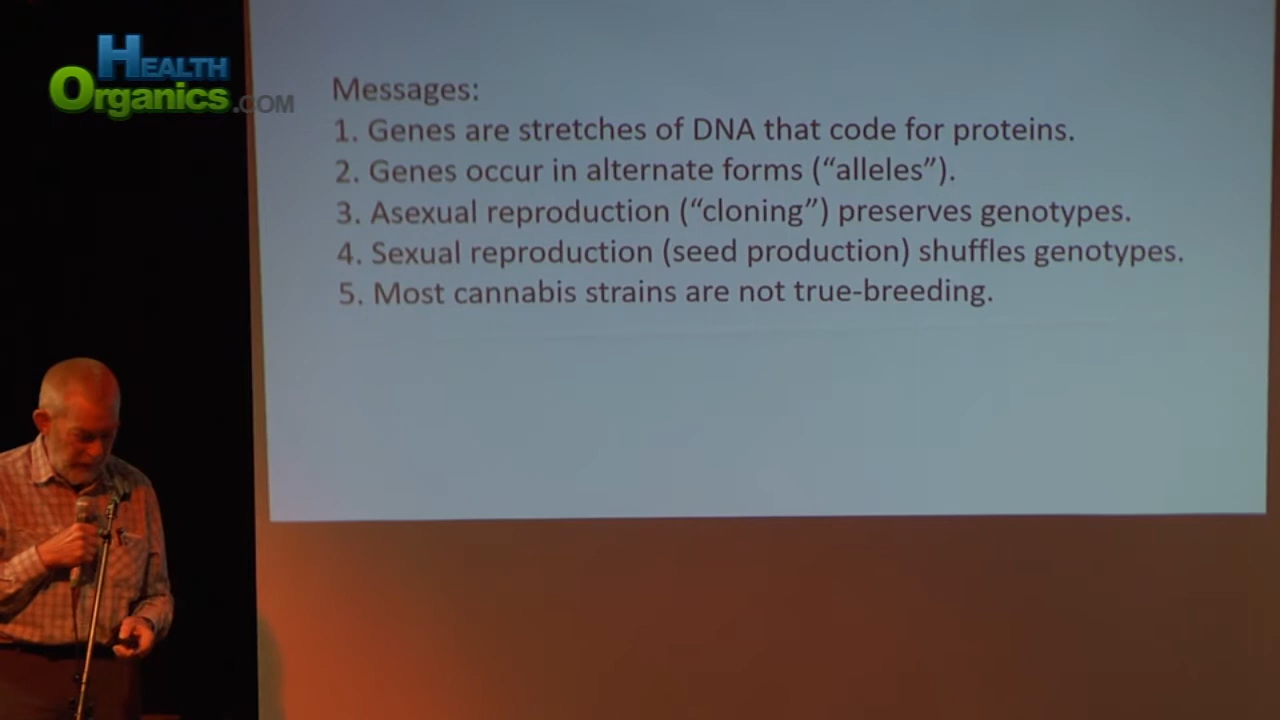 Health
Organics.com
Messages:
1. Genes are stretches of DNA that code for proteins.
2. Genes occur in alternate forms (“alleles”).
3. Asexual reproduction (“cloning”) preserves genotypes.
4. Sexual reproduction (seed production) shuffles genotypes.
5. Most cannabis strains are not true-breeding.